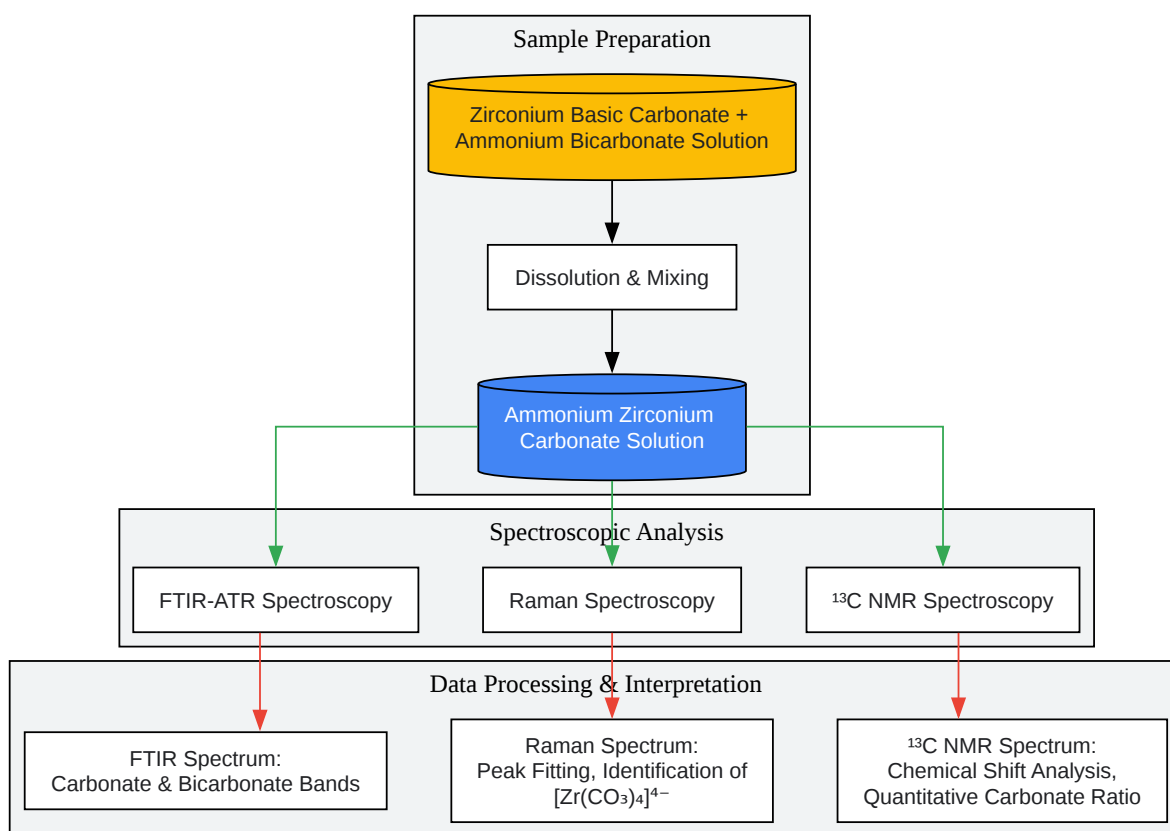 Sample Preparation
Zirconium Basic Carbonate +
Ammonium Bicarbonate Solution
Dissolution & Mixing
Ammonium Zirconium
Carbonate Solution
Spectroscopic Analysis
FTIR-ATR Spectroscopy
Raman Spectroscopy
¹³C NMR Spectroscopy
Data Processing & Interpretation
FTIR Spectrum:
Carbonate & Bicarbonate Bands
Raman Spectrum:
Peak Fitting, Identification of
[Zr(CO₃)₄]⁴⁻
¹³C NMR Spectrum:
Chemical Shift Analysis,
Quantitative Carbonate Ratio